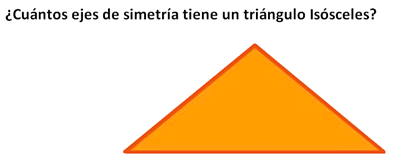 ¿Cuántos ejes de simetría tiene un triángulo Isósceles?